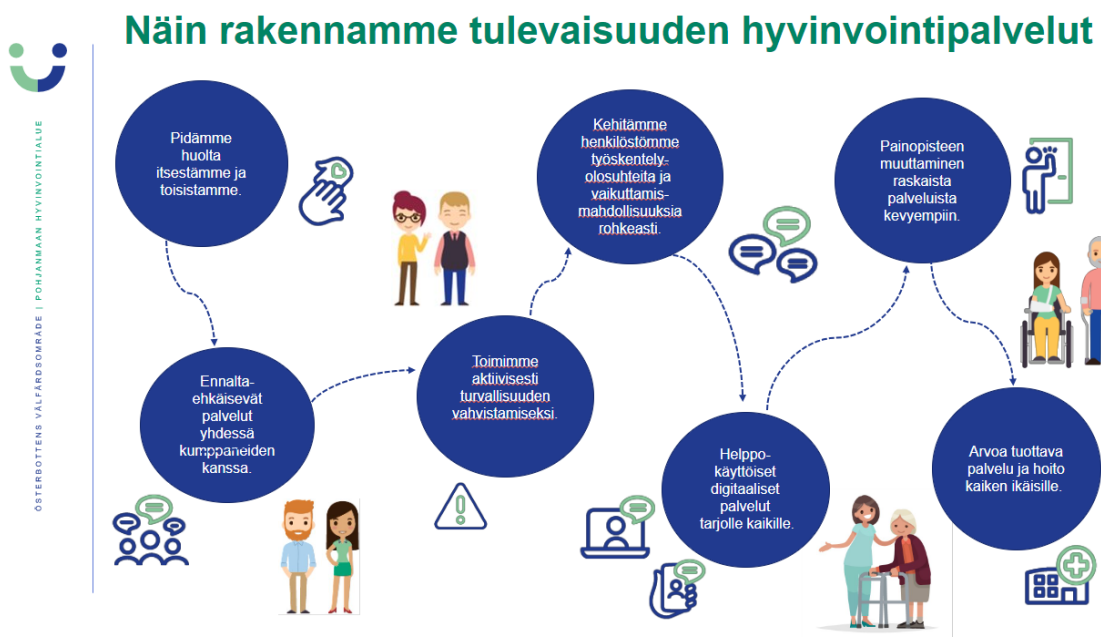 Näin rakennamme tulevaisuuden hyvinvointipalvelut
ÖSTERBOTTENS VÄLFÄRDSOMRÅDE | POHJANMAAN HYVINVOINTIALUE
Pidämme
huolta
itsestämme ja
toisistamme.
Ennalta-
ehkäisevät
palvelut
yhdessä
kumppaneiden
kanssa.
Toimimme
aktiivisesti
turvallisuuden
vahvistamiseksi.
Kehitämme
henkilöstömme
työskentely-
olosuhteita ja
vaikuttamis-
mahdollisuuksia
rohkeasti.
Helppo-
käyttöiset
digitaaliset
palvelut
tarjolle kaikille.
Painopisteen
muuttaminen
raskaista
palveluista
kevyempiin.
Arvoa tuottava
palvelu ja hoito
kaiken ikäisille.